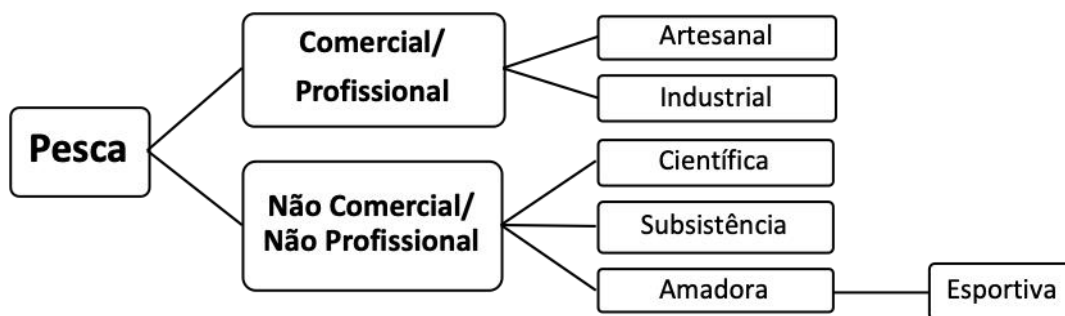 Pesca
Comercial/
Profissional
Artesanal
Industrial
Não Comercial/
Não Profissional
Científica
Subsistência
Amadora
Esportiva